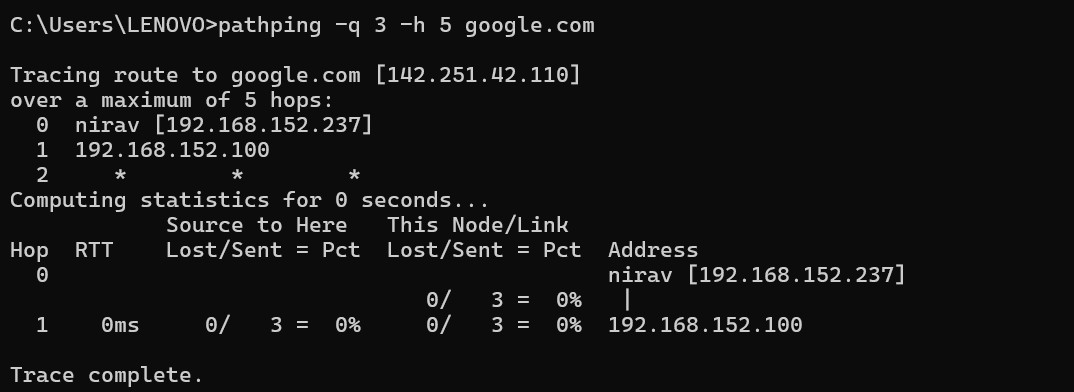 C:\Users\LENOVO>pathping -q 3 -h 5 google.com

Tracing route to google.com [142.251.42.110]
over a maximum of 5 hops:
  0  nirav [192.168.152.237]
  1  192.168.152.100
  2     *        *        *
Computing statistics for 0 seconds...
            Source to Here   This Node/Link
Hop  RTT    Lost/Sent = Pct  Lost/Sent = Pct  Address
  0                                           nirav [192.168.152.237]
                                0/   3 =  0%   |
  1    0ms     0/   3 =  0%     0/   3 =  0%  192.168.152.100

Trace complete.